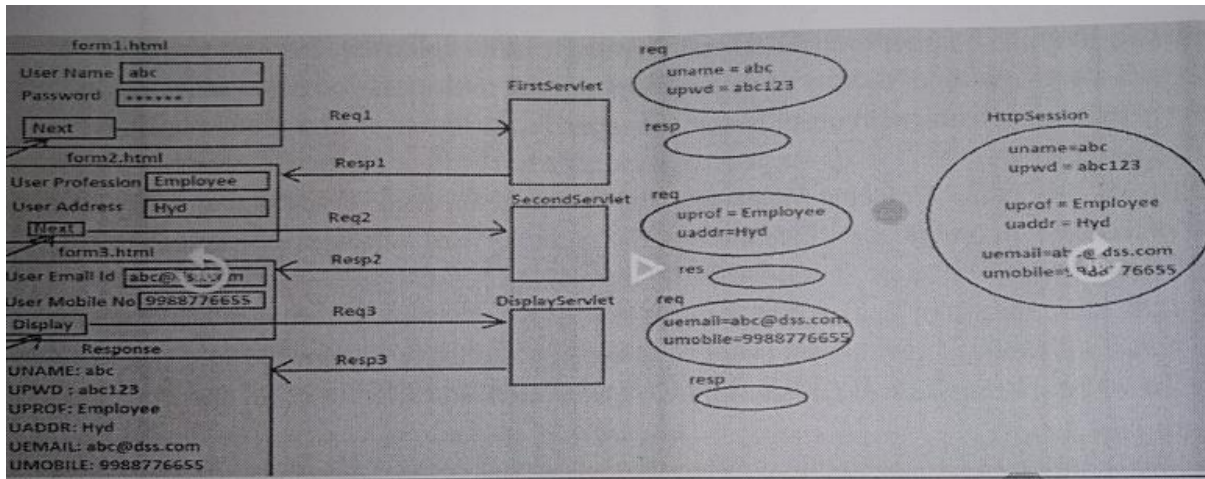 form1.html
User Name abc
Password ******
Next
form2.html
User Profession Employee
User Address Hyd
Next
form3.html
User Email Id
User Mobile No 9988776655
Display
Response
UNAME: abc
UPWD : abc123
UPROF: Employee
UADDR: Hyd
UEMAIL: abc@dss.com
UMOBILE: 9988776655
Req1
Resp1
Req2
Resp2
Req3
Resp3
FirstServlet
SecondServlet
DisplayServlet
req
uname = abc
upwd = abc123
resp
req
uprof = Employee
uaddr=Hyd
res
req
uemail=abc@dss.com
umobile=9988776655
resp
HttpSession
uname=abc
upwd = abc123
uprof = Employee
uaddr = Hyd